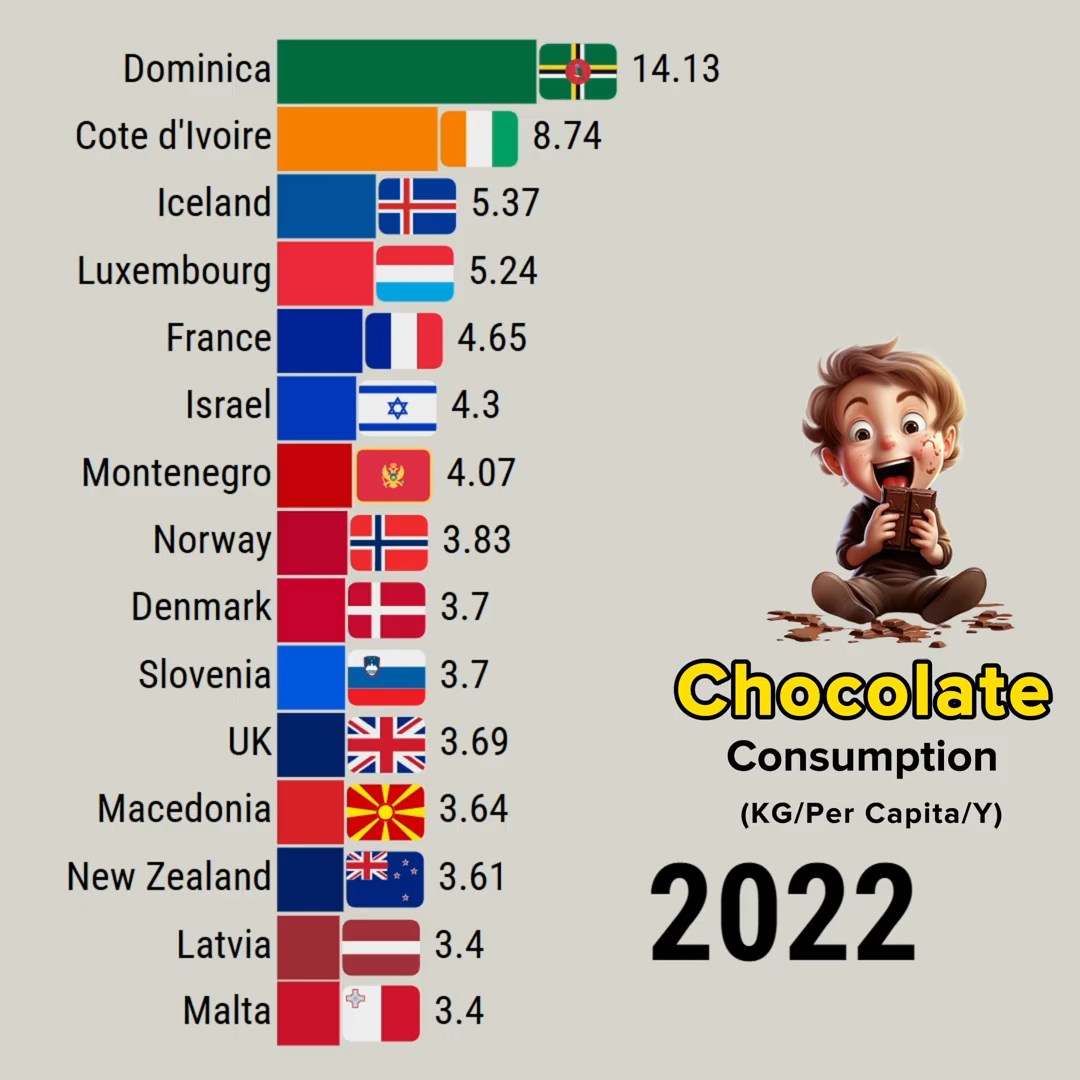 Dominica 14.13
Cote d'Ivoire 8.74
Iceland 5.37
Luxembourg 5.24
France 4.65
Israel 4.3
Montenegro 4.07
Norway 3.83
Denmark 3.7
Slovenia 3.7
UK 3.69
Macedonia 3.64
New Zealand 3.61
Latvia 3.4
Malta 3.4
Chocolate
Consumption
(KG/Per Capita/Y)
2022